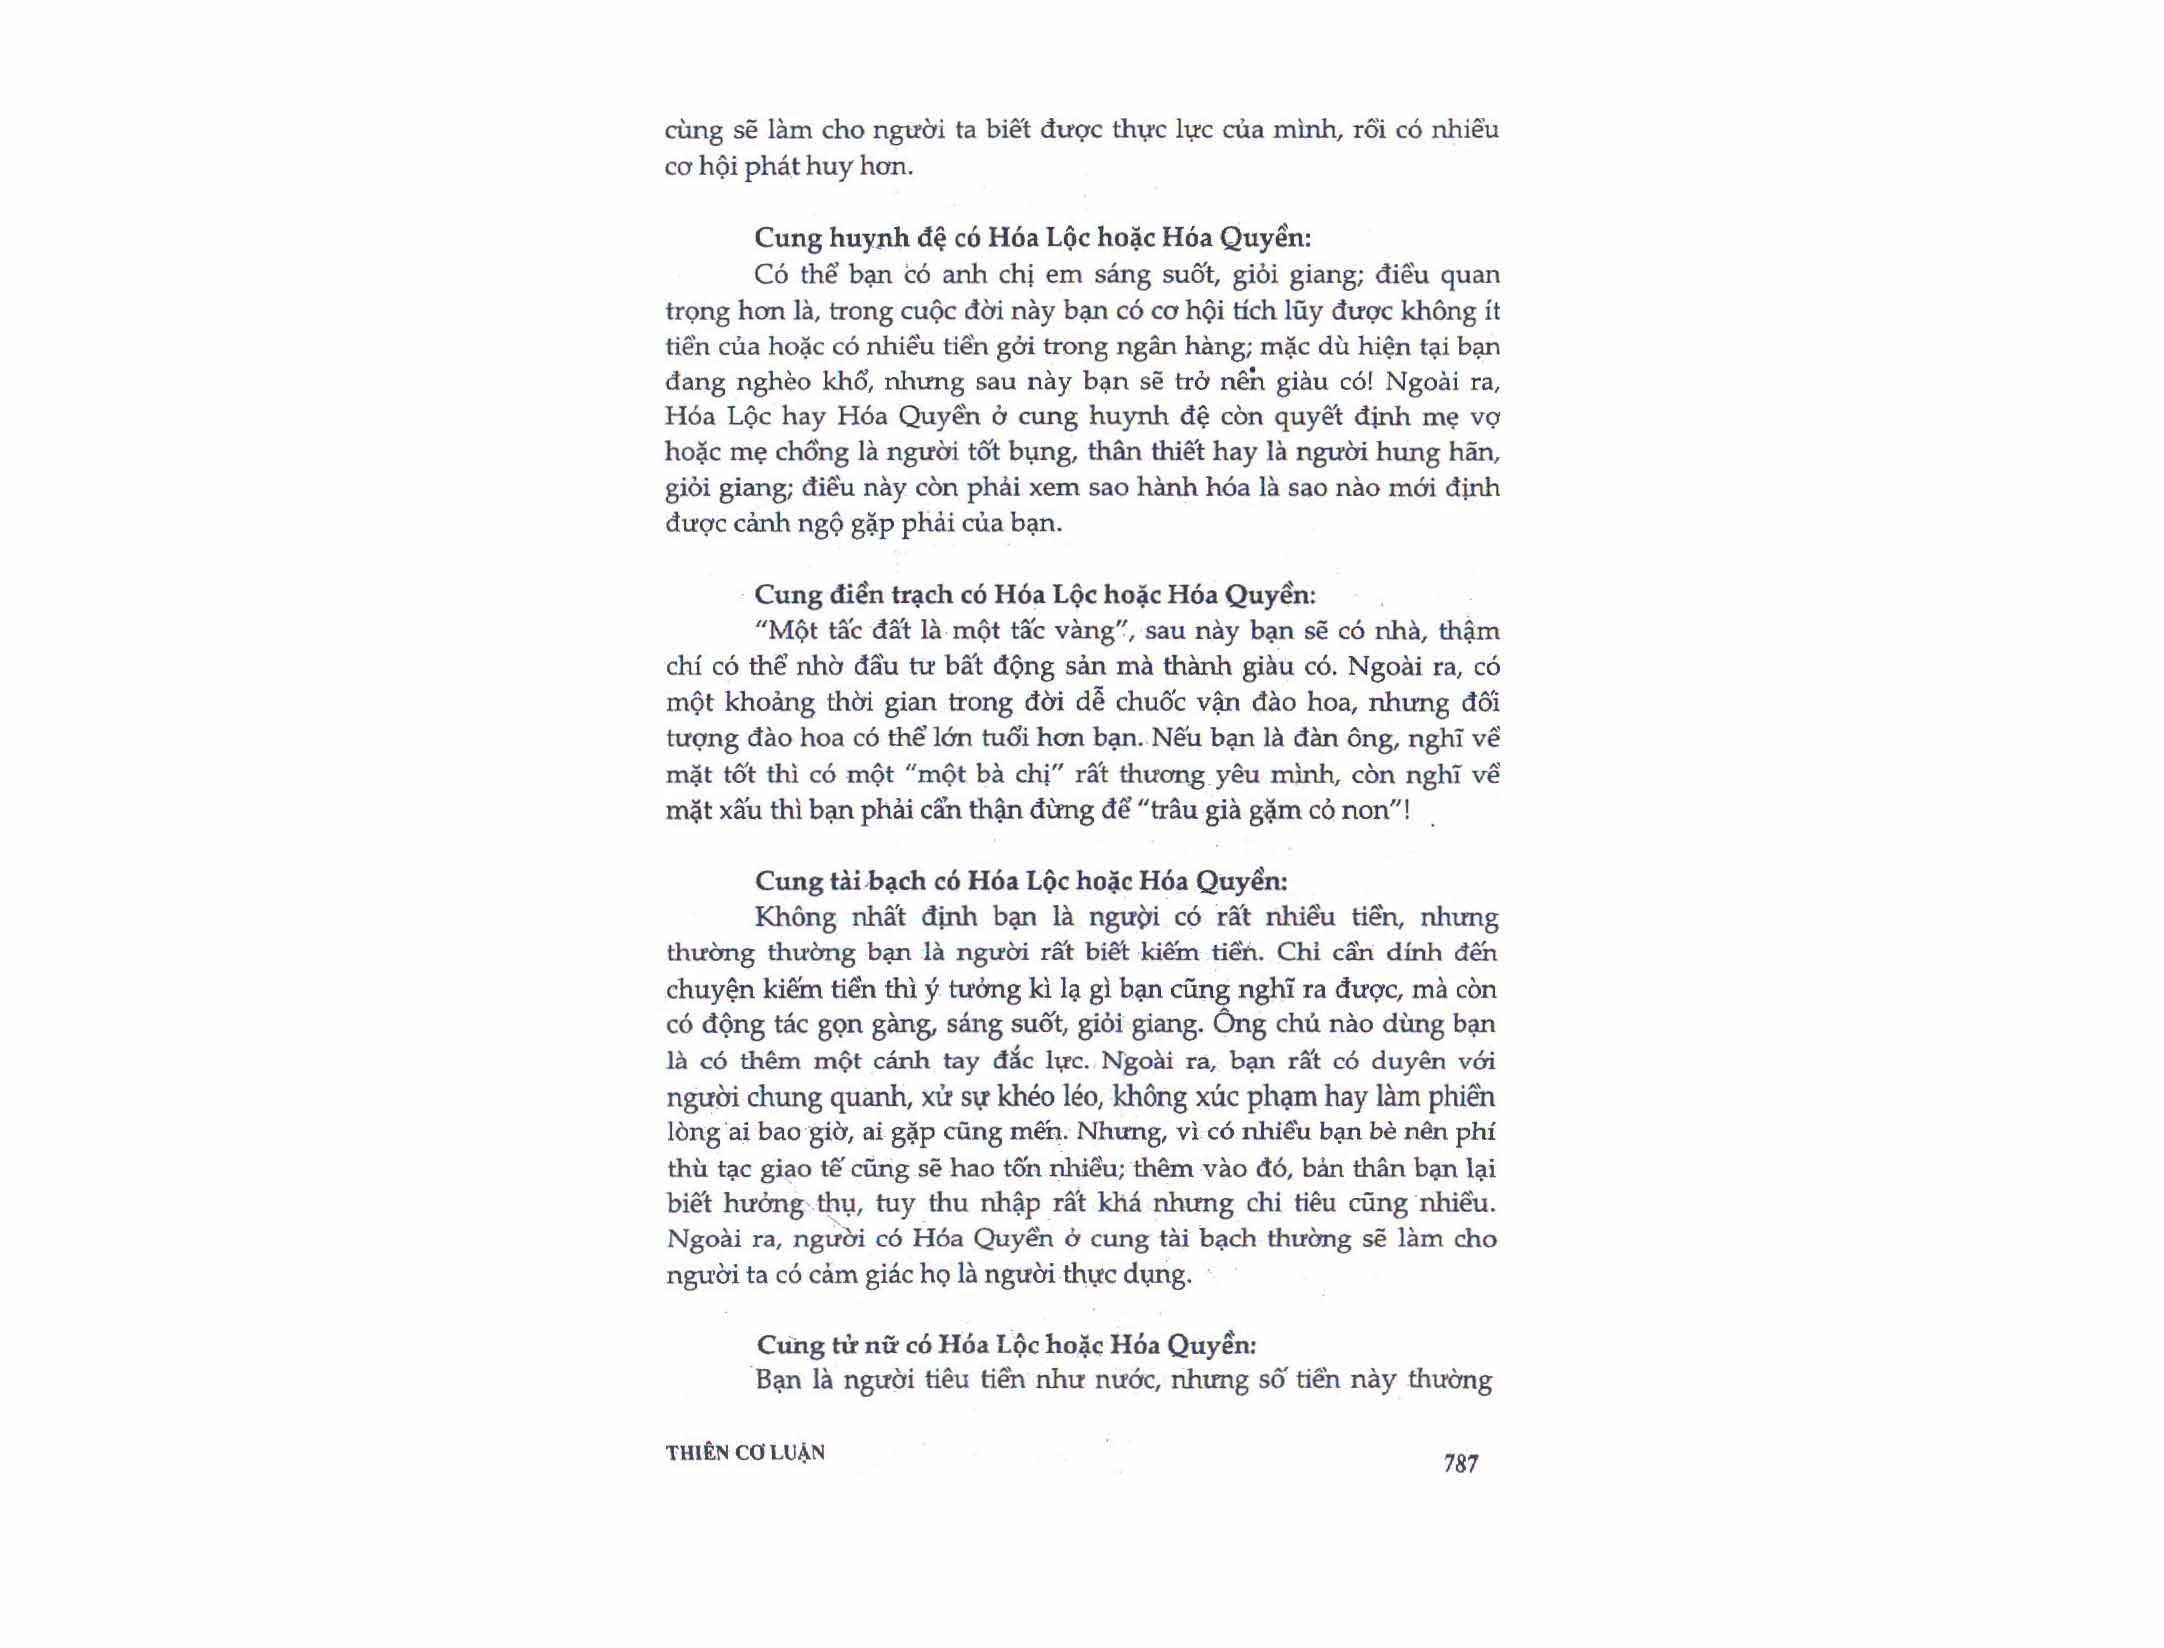 cùng sẽ làm cho người ta biết được thực lực của mình, rồi có nhiều
cơ hội phát huy hơn.
Cung huynh đệ có Hóa Lộc hoặc Hóa Quyền:
Có thể bạn có anh chị em sáng suốt, giỏi giang; điều quan
trọng hơn là, trong cuộc đời này bạn có cơ hội tích lũy được không ít
tiền của hoặc có nhiều tiền gởi trong ngân hàng; mặc dù hiện tại bạn
đang nghèo khổ, nhưng sau này bạn sẽ trở nên giàu có! Ngoài ra,
Hóa Lộc hay Hóa Quyền ở cung huynh đệ còn quyết định mẹ vợ
hoặc mẹ chồng là người tốt bụng, thân thiết hay là người hung hãn,
giỏi giang; điều này còn phải xem sao hành hóa là sao nào mới định
được cảnh ngộ gặp phải của bạn.
Cung điền trạch có Hóa Lộc hoặc Hóa Quyền:
“Một tấc đất là một tấc vàng”, sau này bạn sẽ có nhà, thậm
chí có thể nhờ đầu tư bất động sản mà thành giàu có. Ngoài ra, có
một khoảng thời gian trong đời dễ chuốc vận đào hoa, nhưng đối
tượng đào hoa có thể lớn tuổi hơn bạn. Nếu bạn là đàn ông, nghĩ về
mặt tốt thì có một “một bà chị” rất thương yêu mình, còn nghĩ về
mặt xấu thì bạn phải cẩn thận đừng để “trâu già gặm cỏ non”!
Cung tài bạch có Hóa Lộc hoặc Hóa Quyền:
Không nhất định bạn là người có rất nhiều tiền, nhưng
thường thường bạn là người rất biết kiếm tiền. Chỉ cần dính đến
chuyện kiếm tiền thì ý tưởng kì lạ gì bạn cũng nghĩ ra được, mà còn
có động tác gọn gàng, sáng suốt, giỏi giang. Ông chủ nào dùng bạn
là có thêm một cánh tay đắc lực. Ngoài ra, bạn rất có duyên với
người chung quanh, xử sự khéo léo, không xúc phạm hay làm phiền
lòng ai bao giờ, ai gặp cũng mến. Nhưng, vì có nhiều bạn bè nên phí
thù tạc giao tế cũng sẽ hao tốn nhiều; thêm vào đó, bản thân bạn lại
biết hưởng thụ, tuy thu nhập rất khá nhưng chi tiêu cũng nhiều.
Ngoài ra, người có Hóa Quyền ở cung tài bạch thường sẽ làm cho
người ta có cảm giác họ là người thực dụng.
Cung tử nữ có Hóa Lộc hoặc Hóa Quyền:
Bạn là người tiêu tiền như nước, nhưng số tiền này thường
THIÊN CƠ LUẬN
787